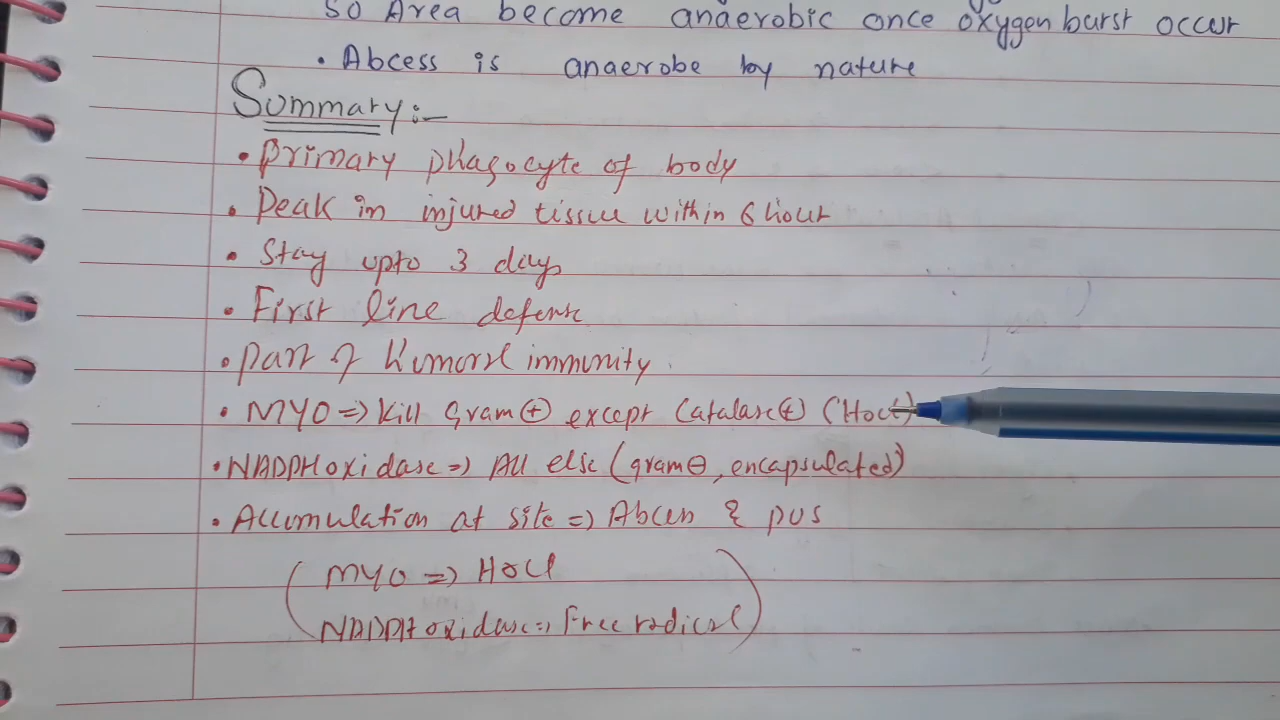 So Area become anaerobic once oxygen burst occur
• Abcess is anaerobe by nature
Summary:-
• Primary phagocyte of body
• Peak in injured tissue within 6 hour
• Stay upto 3 days
• First line defense
• part of Humoral immunity
• MYO => Kill gram ⊕ except Catalase ⊕ (HOCl)
• NADPH oxidase => All else (gram ⊖, encapsulated)
• Accumulation at site => Abcess & pus
(MYO => HOCl
NADPH oxidase => Free radical)